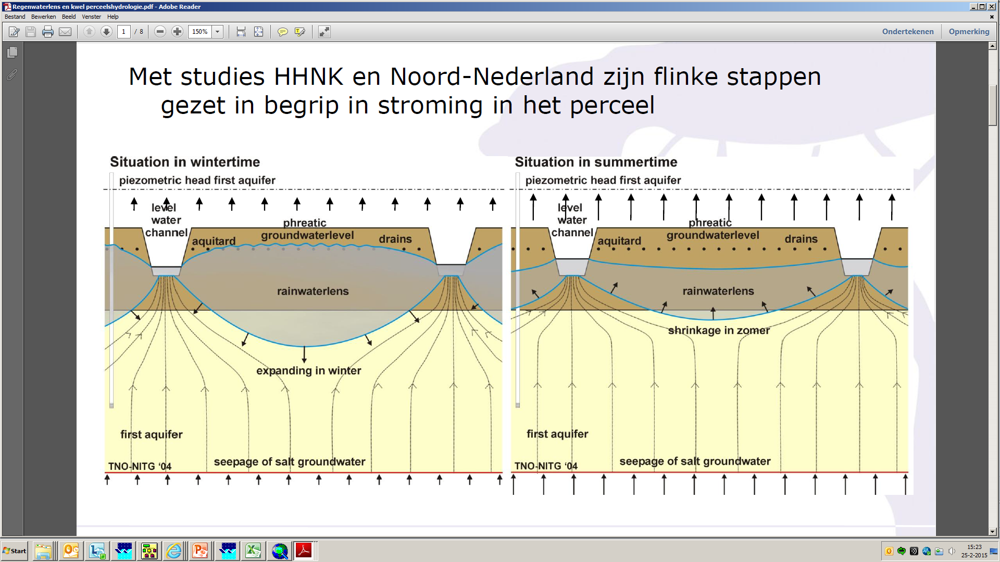 Regenwaterlens en kwel perceelshydrologie.pdf - Adobe Reader
Bestand Bewerken Beeld Venster Help
1 / 8 150% Ondertekenen Opmerking
Met studies HHNK en Noord-Nederland zijn flinke stappen
gezet in begrip in stroming in het perceel
Situation in wintertime
piezometric head first aquifer
level
water
channel
aquitard
phreatic
groundwaterlevel
drains
rainwaterlens
expanding in winter
first aquifer
TNO-NITG ‘04
seepage of salt groundwater
Situation in summertime
piezometric head first aquifer
level
water
channel
aquitard
phreatic
groundwaterlevel
drains
rainwaterlens
shrinkage in zomer
first aquifer
TNO-NITG ‘04
seepage of salt groundwater
Start
15:23
25-2-2015